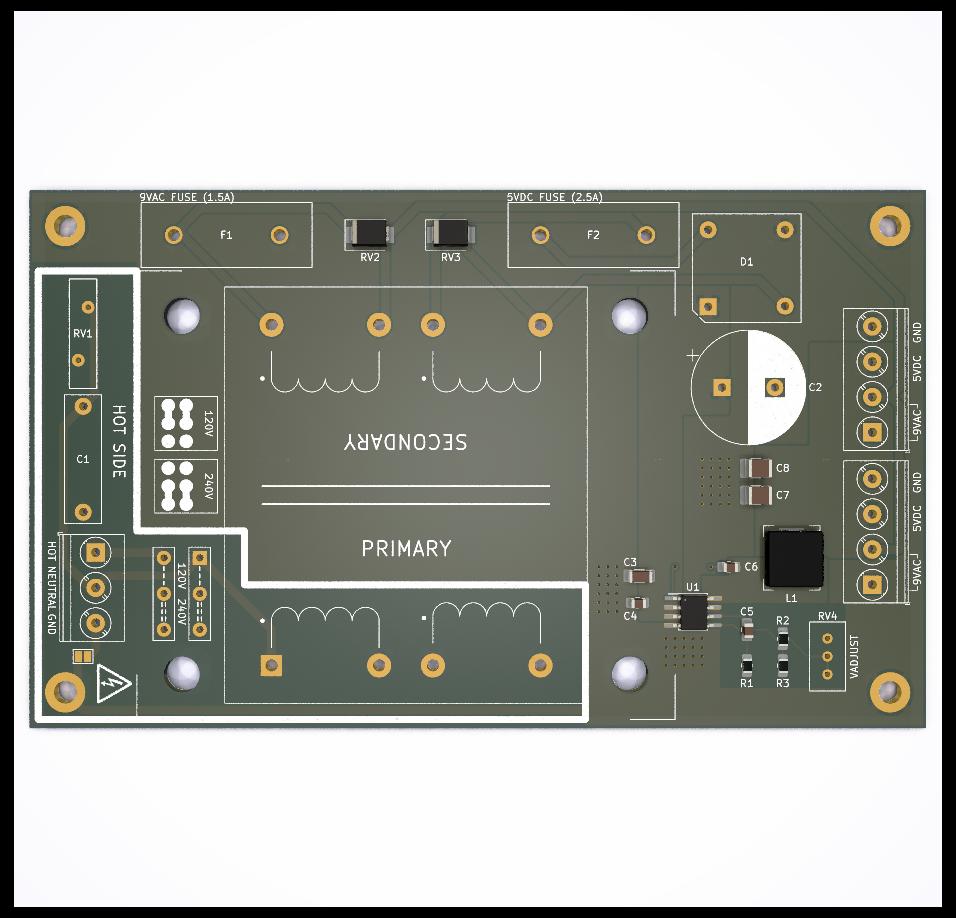 9VAC FUSE (1.5A)
5VDC FUSE (2.5A)
F1
RV2
RV3
F2
D1
RV1
GND
5VDC
9VAC
+
C2
HOT SIDE
120V
240V
C1
SECONDARY
PRIMARY
C8
C7
GND
5VDC
9VAC
HOT NEUTRAL GND
120V 240V
C3
C4
C6
L1
U1
C5
R2
RV4
VADJUST
R1
R3